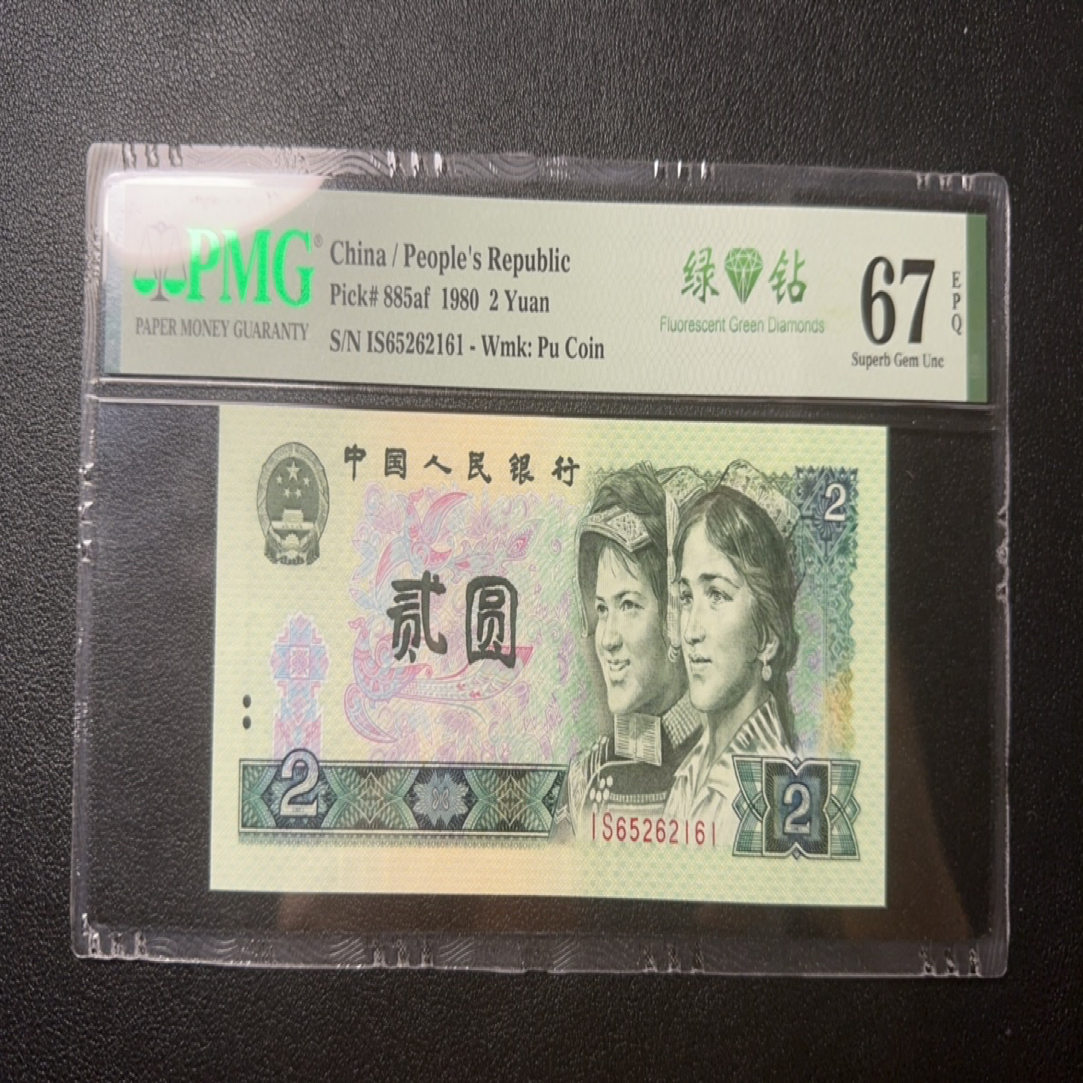 PMG®
PAPER MONEY GUARANTY
China / People's Republic
Pick# 885af 1980 2 Yuan
S/N IS65262161 - Wmk: Pu Coin
绿 钻
Fluorescent Green Diamonds
67
EPQ
Superb Gem Unc
中国人民银行
2
贰圆
2
IS65262161
2